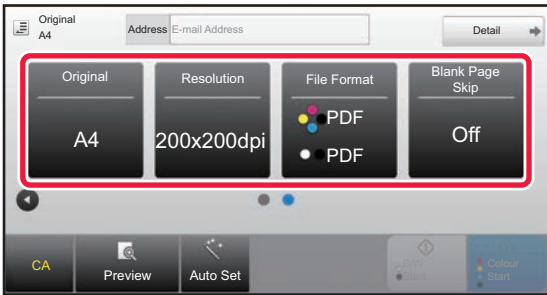 Original
A4
Address E-mail Address
Detail
Original
A4
Resolution
200x200dpi
File Format
PDF
PDF
Blank Page
Skip
Off
CA
Preview
Auto Set
B/W
Start
Colour
Start